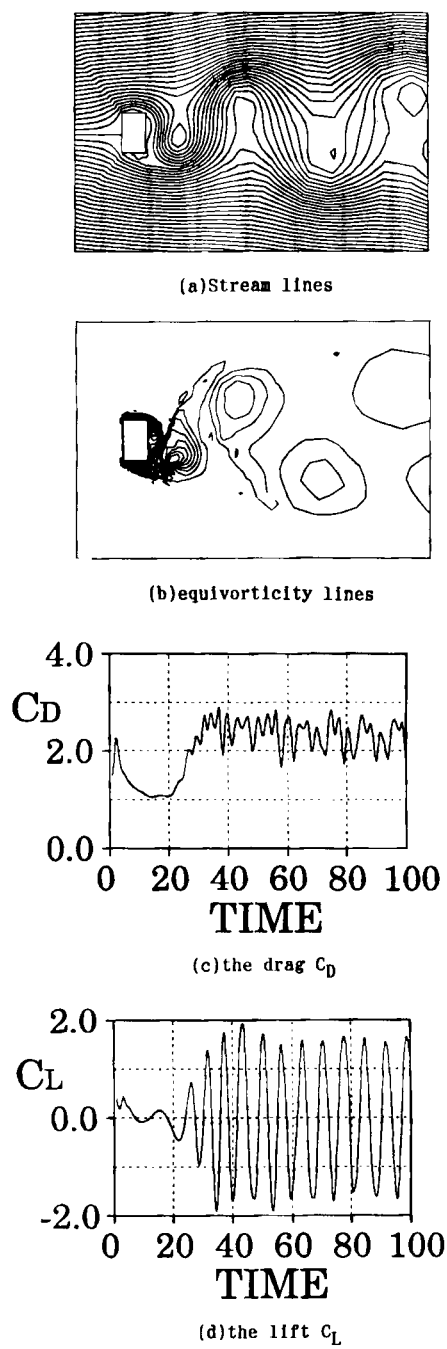 (a)Stream lines
(b)equivorticity lines
4.0
CD
2.0
0.0
0 20 40 60 80 100
TIME
(c)the drag CD
2.0
CL
0.0
-2.0
0 20 40 60 80 100
TIME
(d)the lift CL